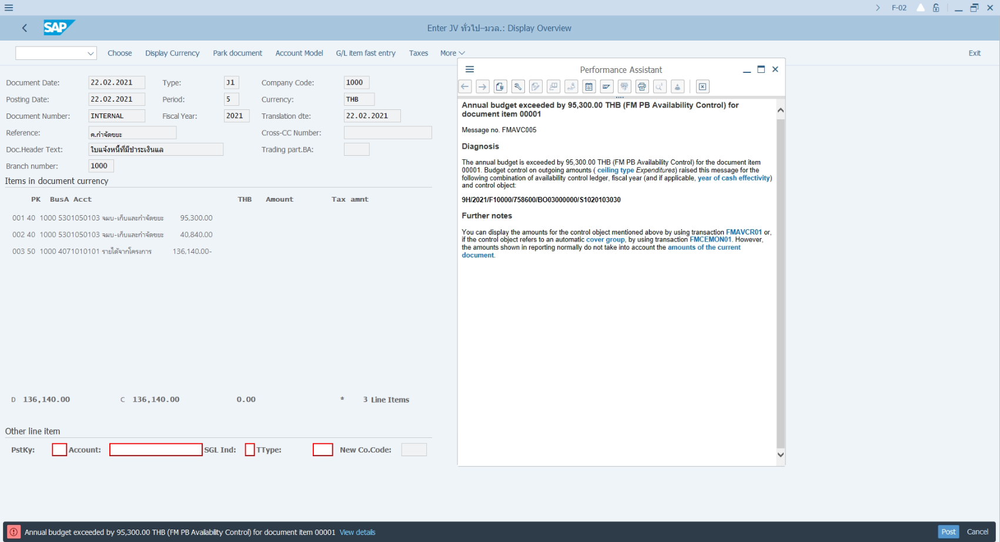 F-02
SAP
Enter JV ทั่วไป-มวล.: Display Overview
Choose Display Currency Park document Account Model G/L item fast entry Taxes More Exit
Document Date: 22.02.2021 Type: J1 Company Code: 1000
Posting Date: 22.02.2021 Period: 5 Currency: THB
Document Number: INTERNAL Fiscal Year: 2021 Translation dte: 22.02.2021
Reference: ค.กำจัดขยะ Cross-CC Number:
Doc.Header Text: ใบแจ้งหนี้ที่มีชำระเงินแล Trading part.BA:
Branch number: 1000
Items in document currency
PK BusA Acct THB Amount Tax amnt
001 40 1000 5301050103 จมบ-เก็บและกำจัดขยะ 95,300.00
002 40 1000 5301050103 จมบ-เก็บและกำจัดขยะ 40,840.00
003 50 1000 4071010101 รายได้จากโครงการ 136,140.00-
D 136,140.00 C 136,140.00 0.00 * 3 Line Items
Other line item
PstKy: Account: SGL Ind: TType: New Co.Code:
Performance Assistant
Annual budget exceeded by 95,300.00 THB (FM PB Availability Control) for
document item 00001
Message no. FMAVC005
Diagnosis
The annual budget is exceeded by 95,300.00 THB (FM PB Availability Control) for the document item
00001. Budget control on outgoing amounts ( ceiling type Expenditures) raised this message for the
following combination of availability control ledger, fiscal year (and if applicable, year of cash effectivity)
and control object:
9H/2021/F10000/758600/BO03000000/S1020103030
Further notes
You can display the amounts for the control object mentioned above by using transaction FMAVCR01 or,
if the control object refers to an automatic cover group, by using transaction FMCEMON01. However,
the amounts shown in reporting normally do not take into account the amounts of the current
document.
Annual budget exceeded by 95,300.00 THB (FM PB Availability Control) for document item 00001 View details Post Cancel